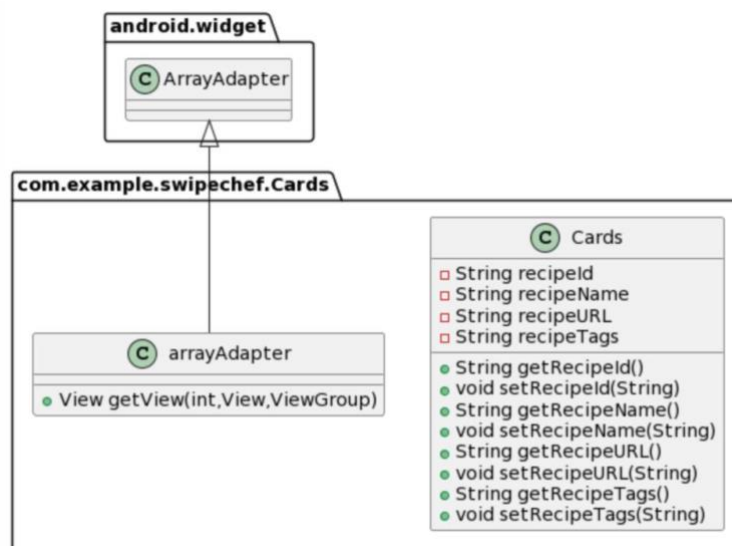 android.widget
C ArrayAdapter
com.example.swipechef.Cards
C arrayAdapter
View getView(int,View,ViewGroup)
C Cards
String recipeId
String recipeName
String recipeURL
String recipeTags
String getRecipeId()
void setRecipeId(String)
String getRecipeName()
void setRecipeName(String)
String getRecipeURL()
void setRecipeURL(String)
String getRecipeTags()
void setRecipeTags(String)